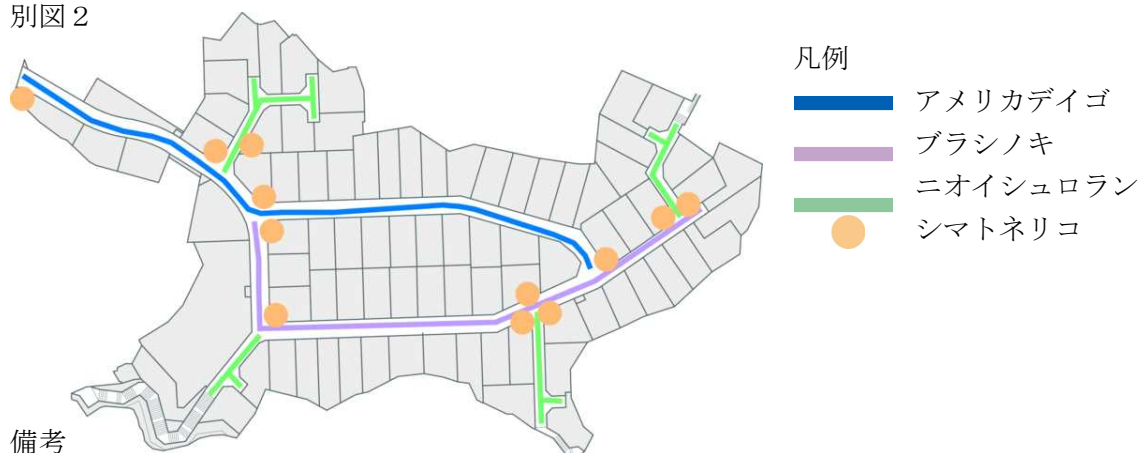 別図２
凡例
アメリカデイゴ
ブラシノキ
ニオイシュロラン
シマトネリコ
備考